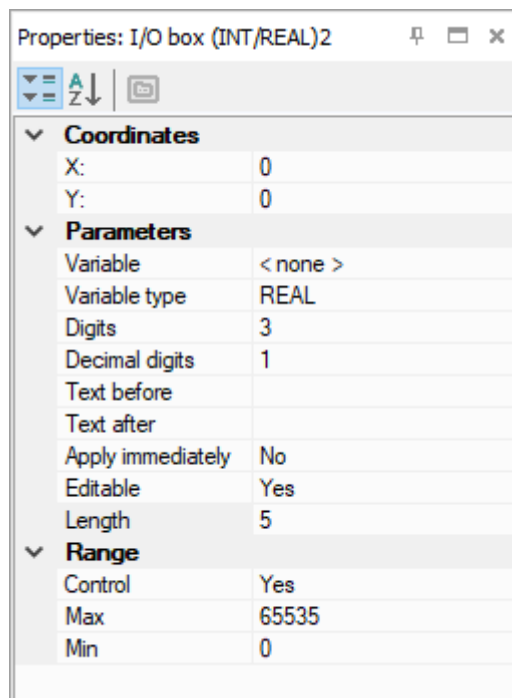 Properties: I/O box (INT/REAL)2
Coordinates
X: 0
Y: 0
Parameters
Variable < none >
Variable type REAL
Digits 3
Decimal digits 1
Text before
Text after
Apply immediately No
Editable Yes
Length 5
Range
Control Yes
Max 65535
Min 0